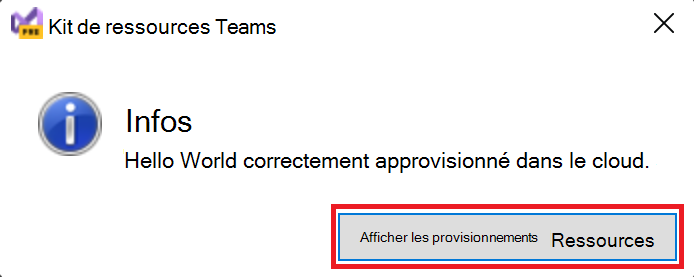 Kit de ressources Teams
Infos
Hello World correctement approvisionné dans le cloud.
Afficher les provisionnements Ressources